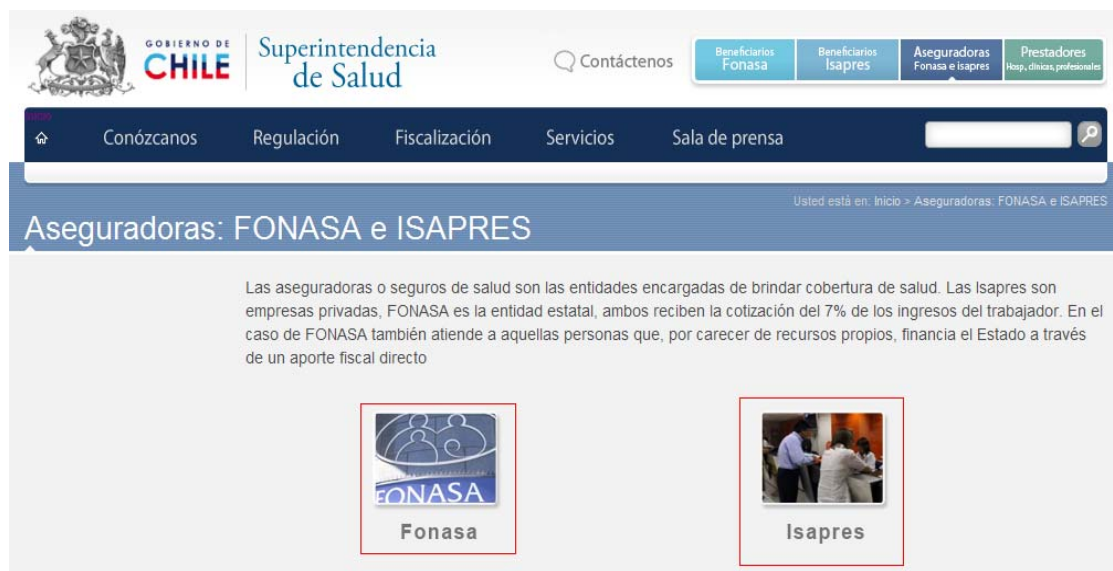 GOBIERNO DE
CHILE
Superintendencia
de Salud
Contáctenos
Beneficiarios
Fonasa
Beneficiarios
Isapres
Aseguradoras
Fonasa e isapres
Prestadores
Hosp, clínicas, profesionales
Inicio
Conózcanos
Regulación
Fiscalización
Servicios
Sala de prensa
Usted está en: Inicio > Aseguradoras: FONASA e ISAPRES
Aseguradoras: FONASA e ISAPRES
Las aseguradoras o seguros de salud son las entidades encargadas de brindar cobertura de salud. Las Isapres son
empresas privadas, FONASA es la entidad estatal, ambos reciben la cotización del 7% de los ingresos del trabajador. En el
caso de FONASA también atiende a aquellas personas que, por carecer de recursos propios, financia el Estado a través
de un aporte fiscal directo
FONASA
Fonasa
Isapres